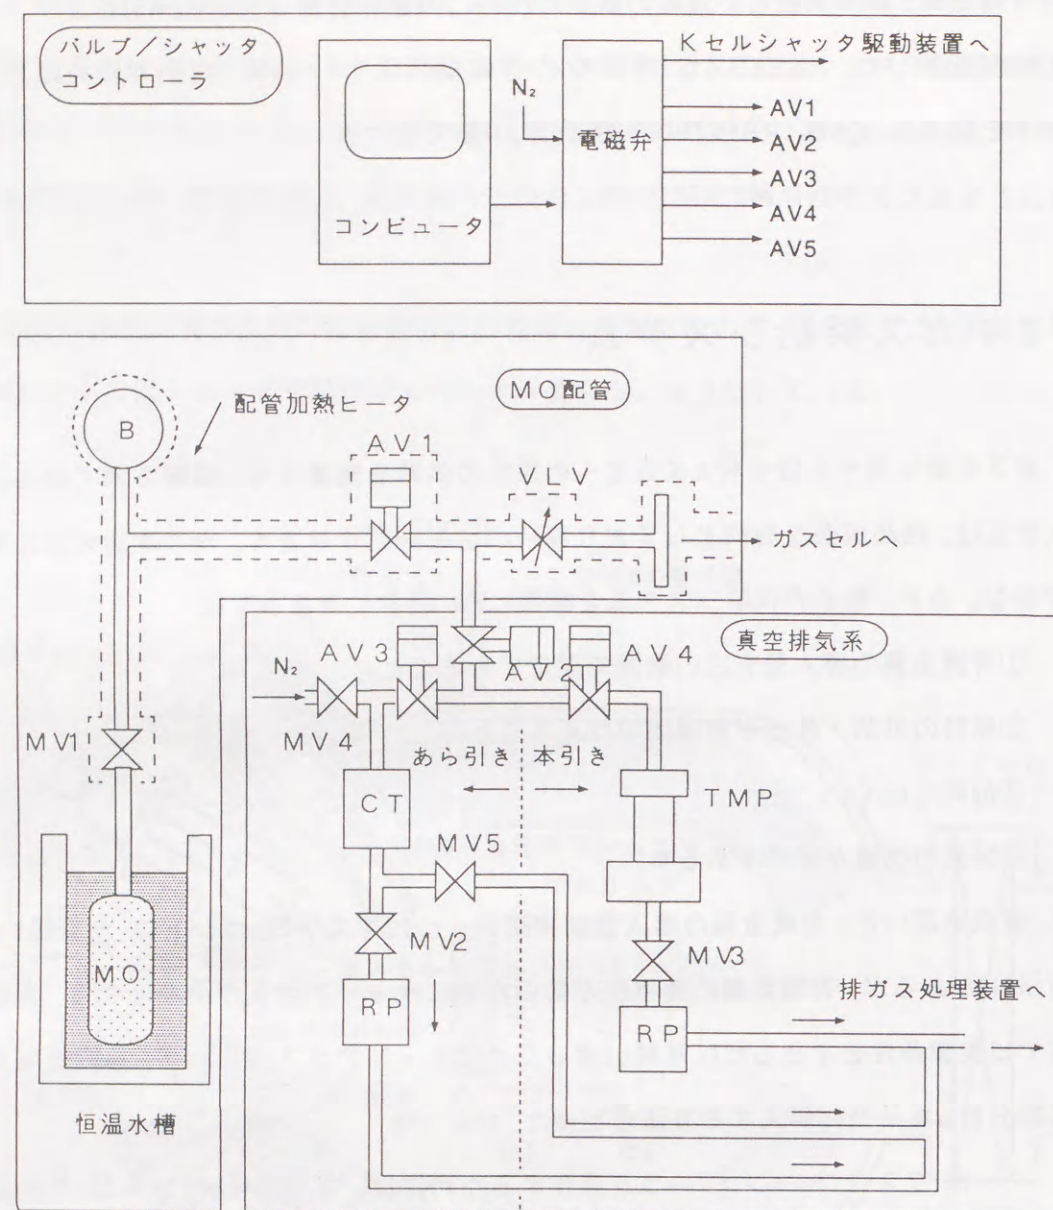 バルブ／シャッタ
コントローラ
コンピュータ
N₂
電磁弁
Kセルシャッタ駆動装置へ
AV1
AV2
AV3
AV4
AV5
MO配管
B
配管加熱ヒータ
AV1
VLV
ガスセルへ
真空排気系
N₂
AV3
AV2
AV4
MV1
MV4
あら引き
本引き
CT
TMP
MV5
MV2
MV3
MO
RP
RP
排ガス処理装置へ
恒温水槽